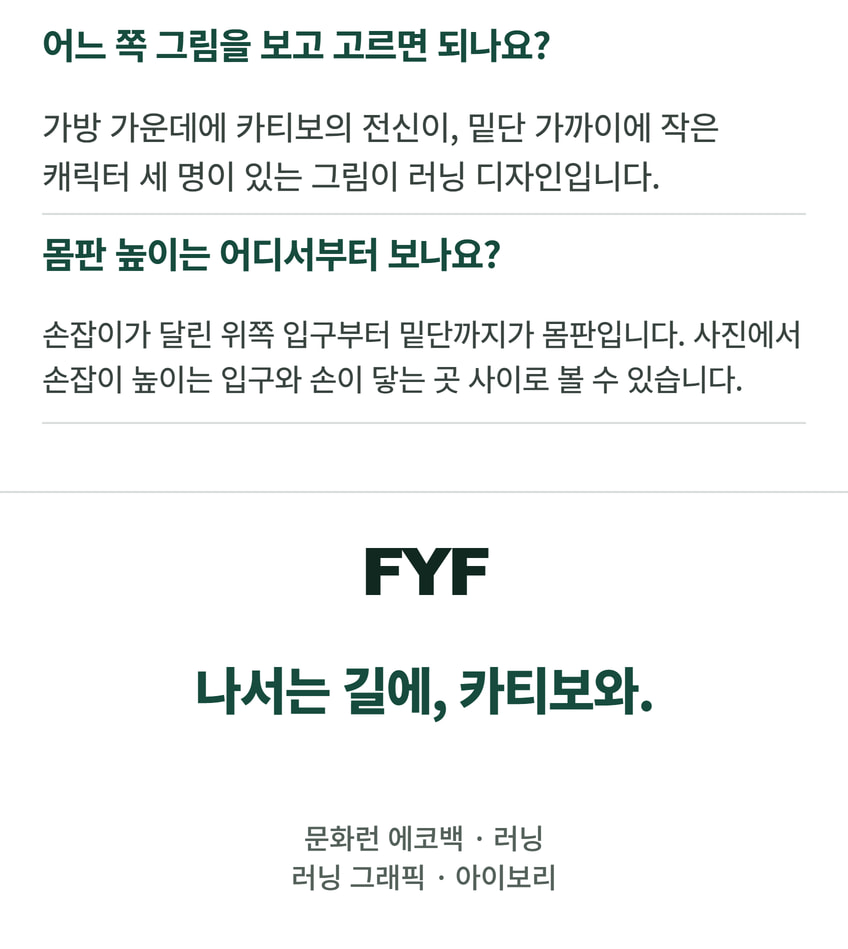 어느 쪽 그림을 보고 고르면 되나요?
가방 가운데에 카티보의 전신이, 밑단 가까이에 작은
캐릭터 세 명이 있는 그림이 러닝 디자인입니다.
몸판 높이는 어디서부터 보나요?
손잡이가 달린 위쪽 입구부터 밑단까지가 몸판입니다. 사진에서
손잡이 높이는 입구와 손이 닿는 곳 사이로 볼 수 있습니다.
FYF
나서는 길에, 카티보와.
문화런 에코백 · 러닝
러닝 그래픽 · 아이보리